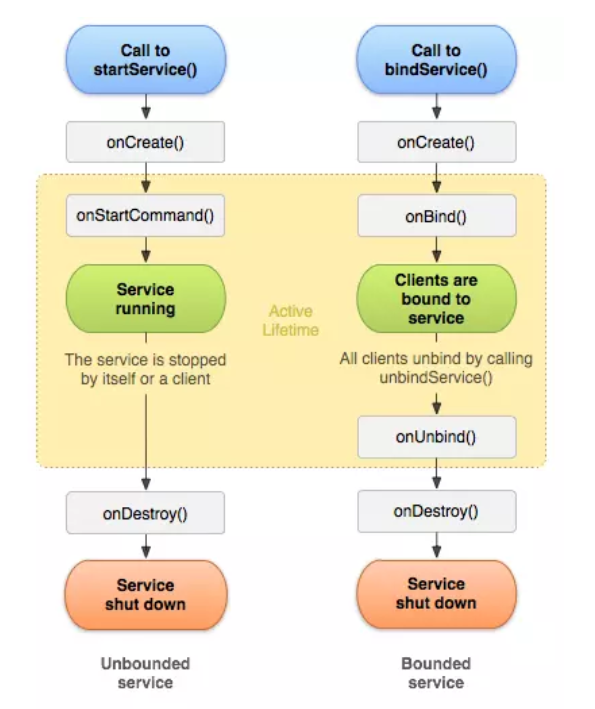 Call to
startService()
onCreate()
onStartCommand()
Service
running
The service is stopped
by itself or a client
onDestroy()
Service
shut down
Unbounded
service
Active
Lifetime
Call to
bindService()
onCreate()
onBind()
Clients are
bound to
service
All clients unbind by calling
unbindService()
onUnbind()
onDestroy()
Service
shut down
Bounded
service